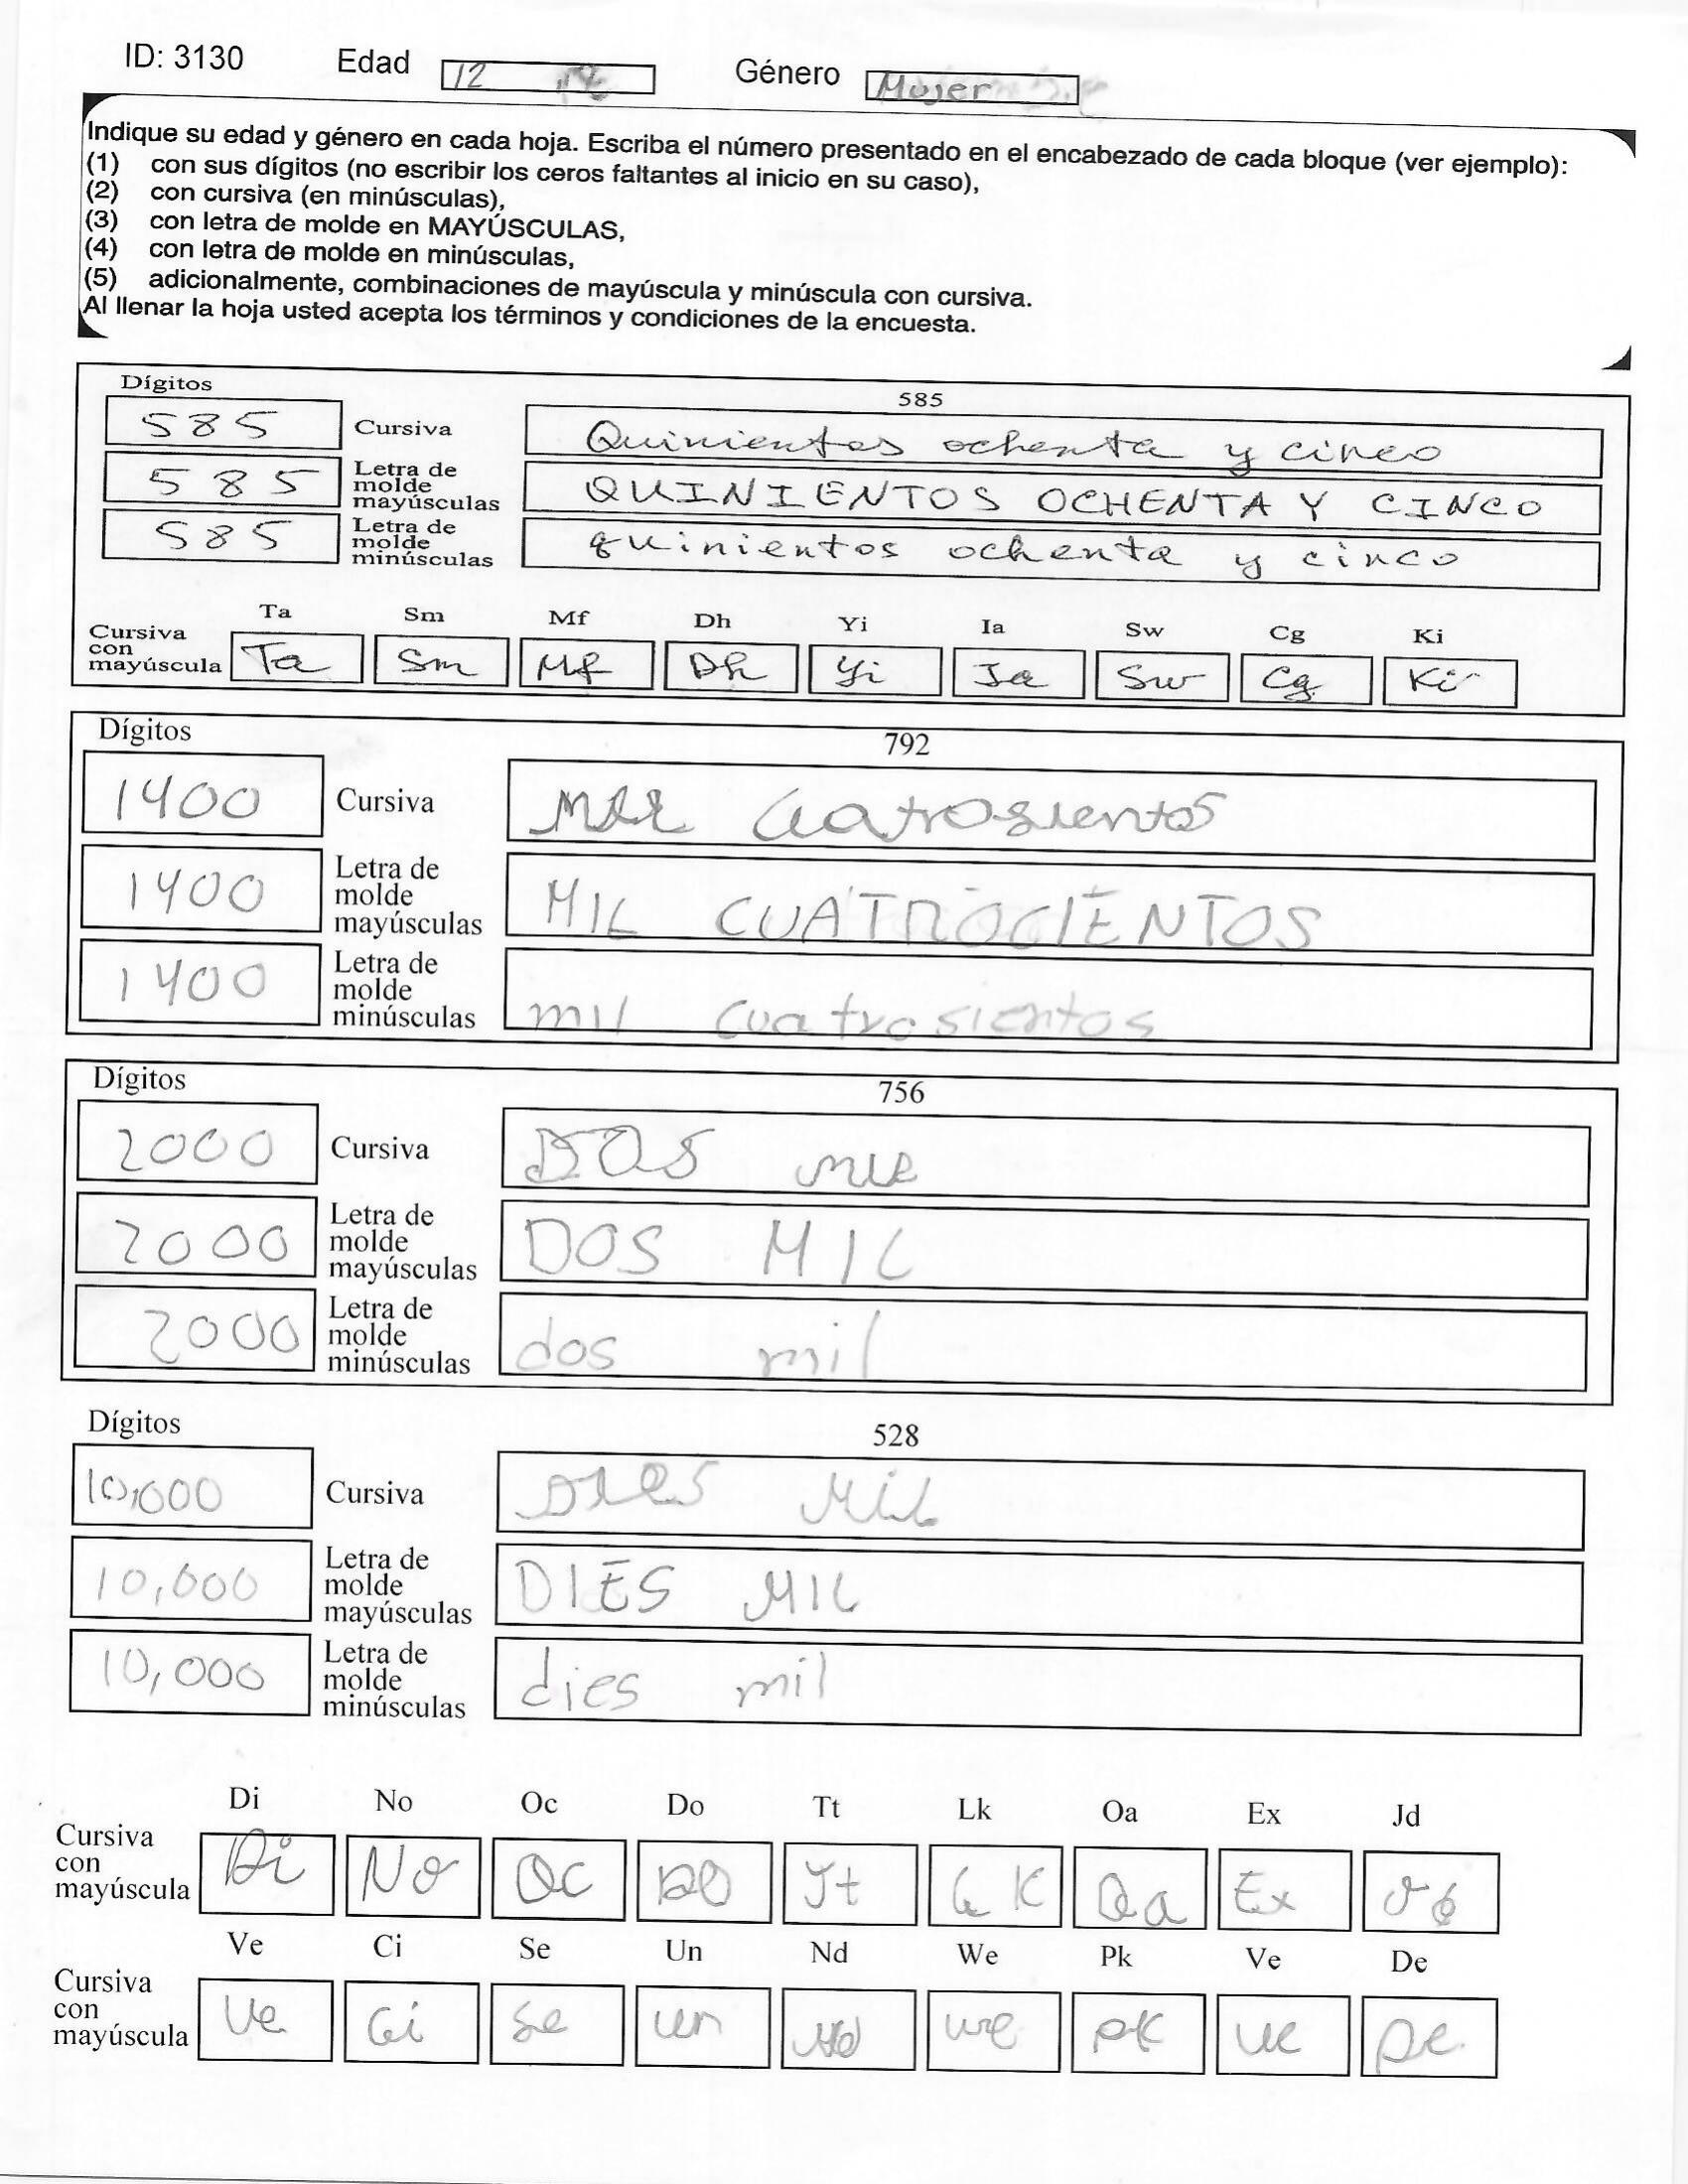 ID: 3130 Edad 12 Género Mujer
Indique su edad y género en cada hoja. Escriba el número presentado en el encabezado de cada bloque (ver ejemplo):
(1) con sus dígitos (no escribir los ceros faltantes al inicio en su caso),
(2) con cursiva (en minúsculas),
(3) con letra de molde en MAYÚSCULAS,
(4) con letra de molde en minúsculas,
(5) adicionalmente, combinaciones de mayúscula y minúscula con cursiva.
Al llenar la hoja usted acepta los términos y condiciones de la encuesta.
Dígitos 585
585 Cursiva Quinientos ochenta y cinco
585 Letra de molde mayúsculas QUINIENTOS OCHENTA Y CINCO
585 Letra de molde minúsculas quinientos ochenta y cinco
Ta Sm Mf Dh Yi Ia Sw Cg Ki
Cursiva con mayúscula Ta Sm Mf Dh Yi Ia Sw Cg Ki
Dígitos 792
1400 Cursiva Mil Cuatrosientos
1400 Letra de molde mayúsculas MIL CUATROCIENTOS
1400 Letra de molde minúsculas mil cuatrosientos
Dígitos 756
2000 Cursiva DOS mil
2000 Letra de molde mayúsculas DOS MIL
2000 Letra de molde minúsculas dos mil
Dígitos 528
10,000 Cursiva Dies Mil
10,000 Letra de molde mayúsculas DIES MIL
10,000 Letra de molde minúsculas dies mil
Di No Oc Do Tt Lk Oa Ex Jd
Cursiva con mayúscula Di No Oc Do Tt Lk Oa Ex Jd
Ve Ci Se Un Nd We Pk Ve De
Cursiva con mayúscula Ve Ci Se Un Nd We Pk Ve De